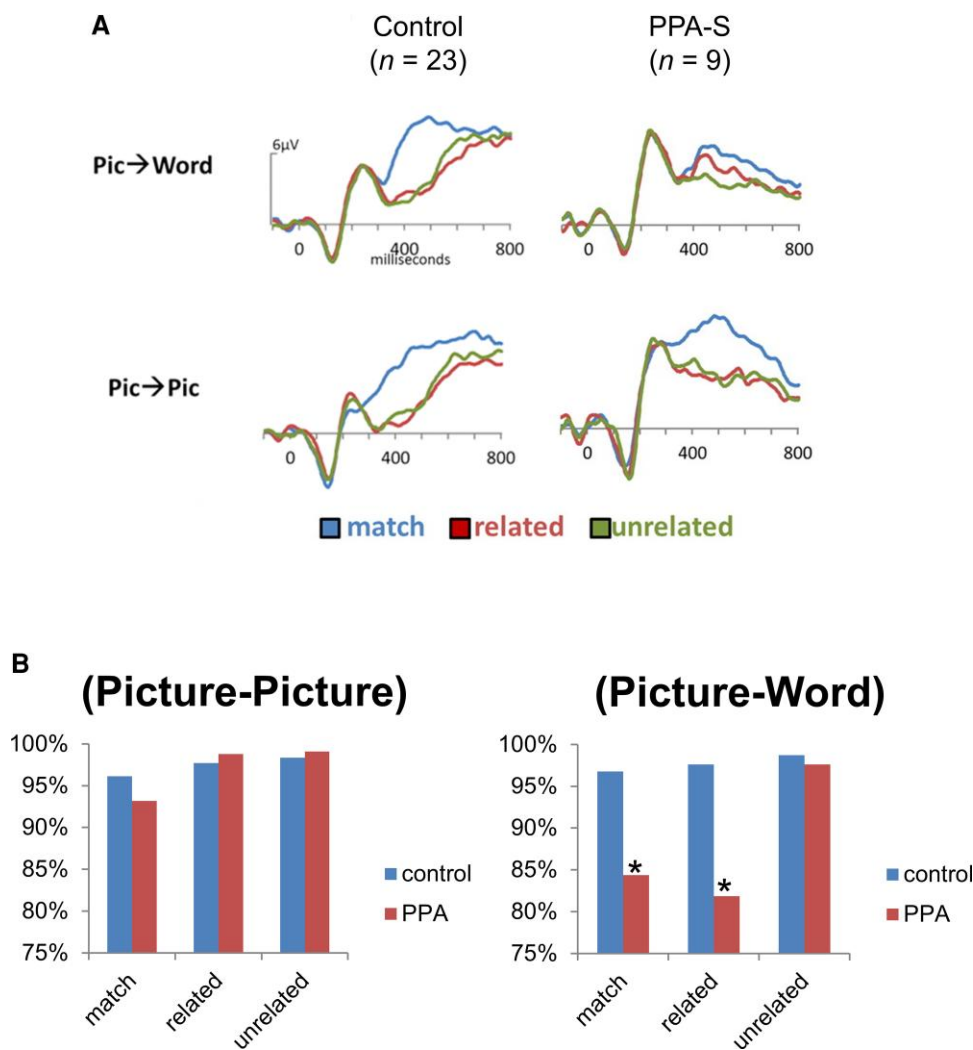 A
Control
(n = 23)
PPA-S
(n = 9)
Pic→Word
6µV
0 400 800
milliseconds
0 400 800
Pic→Pic
0 400 800
0 400 800
match related unrelated
B
(Picture-Picture)
100%
95%
90%
85%
80%
75%
match
related
unrelated
control
PPA
(Picture-Word)
100%
95%
90%
85%
80%
75%
*
*
match
related
unrelated
control
PPA